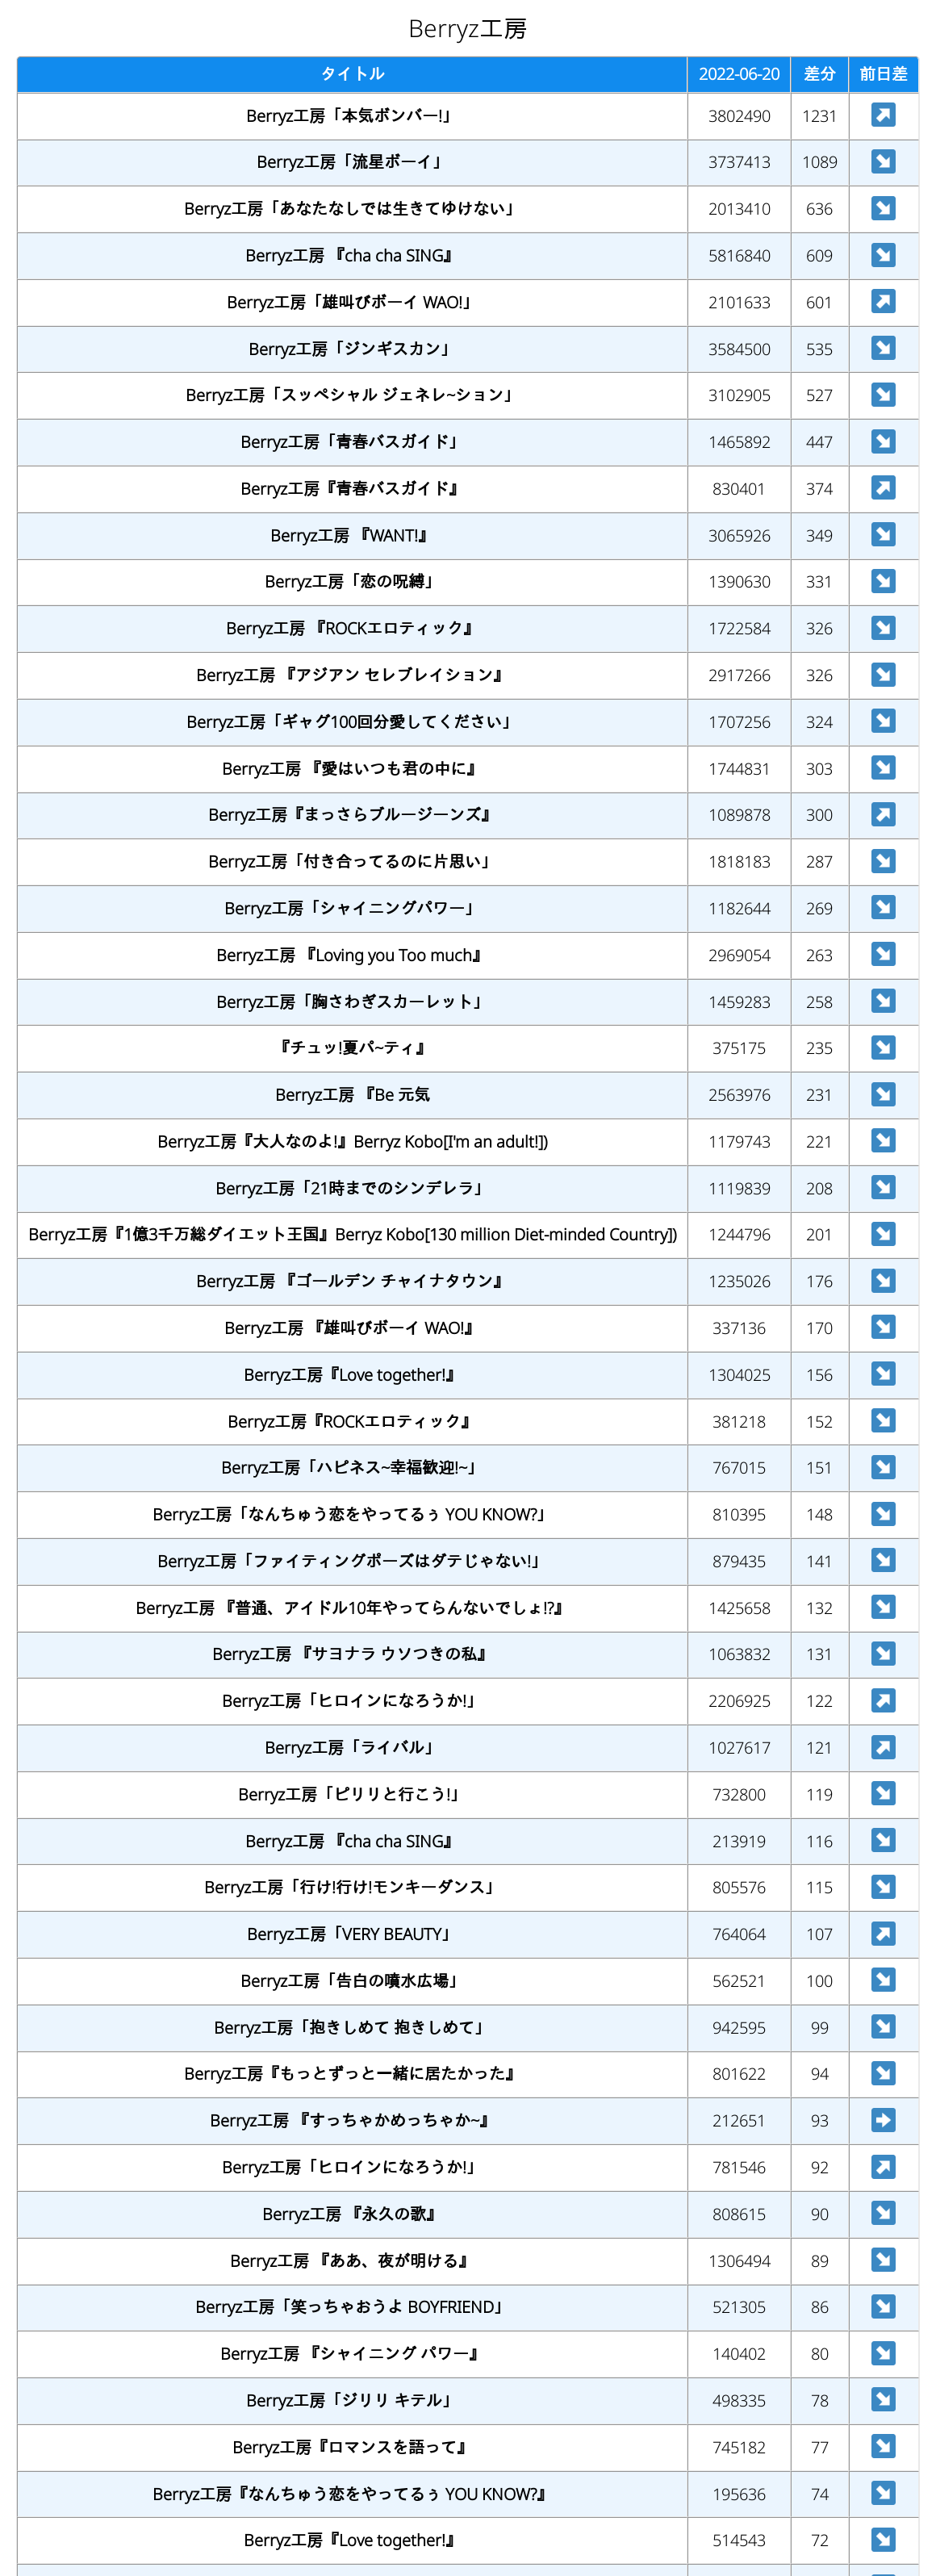 Berryz工房
タイトル 2022-06-20 差分 前日差
Berryz工房「本気ボンバー!」 3802490 1231 ↗
Berryz工房「流星ボーイ」 3737413 1089 ↘
Berryz工房「あなたなしでは生きてゆけない」 2013410 636 ↘
Berryz工房 『cha cha SING』 5816840 609 ↘
Berryz工房「雄叫びボーイ WAO!」 2101633 601 ↗
Berryz工房「ジンギスカン」 3584500 535 ↘
Berryz工房「スッペシャル ジェネレ~ション」 3102905 527 ↘
Berryz工房「青春バスガイド」 1465892 447 ↘
Berryz工房『青春バスガイド』 830401 374 ↗
Berryz工房 『WANT!』 3065926 349 ↘
Berryz工房「恋の呪縛」 1390630 331 ↘
Berryz工房 『ROCKエロティック』 1722584 326 ↘
Berryz工房 『アジアン セレブレイション』 2917266 326 ↘
Berryz工房「ギャグ100回分愛してください」 1707256 324 ↘
Berryz工房 『愛はいつも君の中に』 1744831 303 ↘
Berryz工房『まっさらブルージーンズ』 1089878 300 ↗
Berryz工房「付き合ってるのに片思い」 1818183 287 ↘
Berryz工房「シャイニングパワー」 1182644 269 ↘
Berryz工房 『Loving you Too much』 2969054 263 ↘
Berryz工房「胸さわぎスカーレット」 1459283 258 ↘
『チュッ!夏パ~ティ』 375175 235 ↘
Berryz工房 『Be 元気 2563976 231 ↘
Berryz工房『大人なのよ!』Berryz Kobo[I'm an adult!]) 1179743 221 ↘
Berryz工房「21時までのシンデレラ」 1119839 208 ↘
Berryz工房『1億3千万総ダイエット王国』Berryz Kobo[130 million Diet-minded Country]) 1244796 201 ↘
Berryz工房 『ゴールデン チャイナタウン』 1235026 176 ↘
Berryz工房 『雄叫びボーイ WAO!』 337136 170 ↘
Berryz工房『Love together!』 1304025 156 ↘
Berryz工房『ROCKエロティック』 381218 152 ↘
Berryz工房「ハピネス~幸福歓迎!~」 767015 151 ↘
Berryz工房「なんちゅう恋をやってるぅ YOU KNOW?」 810395 148 ↘
Berryz工房「ファイティングポーズはダテじゃない!」 879435 141 ↘
Berryz工房 『普通、アイドル10年やってらんないでしょ!?』 1425658 132 ↘
Berryz工房 『サヨナラ ウソつきの私』 1063832 131 ↘
Berryz工房「ヒロインになろうか!」 2206925 122 ↗
Berryz工房「ライバル」 1027617 121 ↗
Berryz工房「ピリリと行こう!」 732800 119 ↘
Berryz工房 『cha cha SING』 213919 116 ↘
Berryz工房「行け!行け!モンキーダンス」 805576 115 ↘
Berryz工房「VERY BEAUTY」 764064 107 ↗
Berryz工房「告白の噴水広場」 562521 100 ↘
Berryz工房「抱きしめて 抱きしめて」 942595 99 ↘
Berryz工房『もっとずっと一緒に居たかった』 801622 94 ↘
Berryz工房 『すっちゃかめっちゃか~』 212651 93 ➡
Berryz工房「ヒロインになろうか!」 781546 92 ↗
Berryz工房 『永久の歌』 808615 90 ↘
Berryz工房 『ああ、夜が明ける』 1306494 89 ↘
Berryz工房「笑っちゃおうよ BOYFRIEND」 521305 86 ↘
Berryz工房 『シャイニング パワー』 140402 80 ↘
Berryz工房「ジリリ キテル」 498335 78 ↘
Berryz工房『ロマンスを語って』 745182 77 ↘
Berryz工房『なんちゅう恋をやってるぅ YOU KNOW?』 195636 74 ↘
Berryz工房『Love together!』 514543 72 ↘